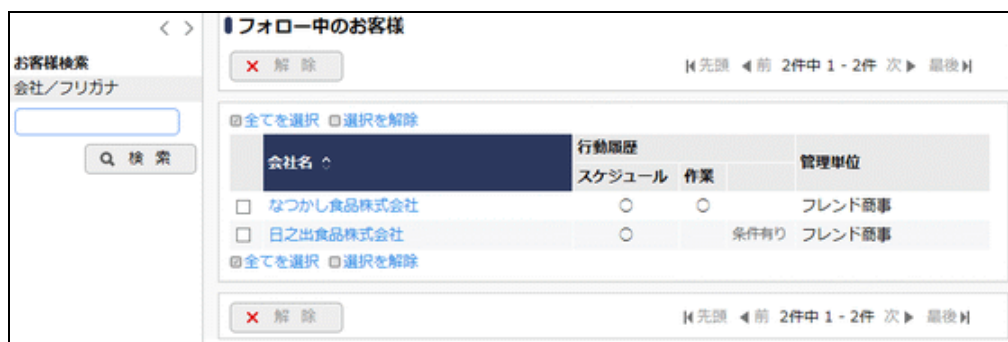 フォロー中のお客様
お客様検索
会社/フリガナ
検 索
解 除
先頭 前 2件中 1 - 2件 次 最後
全てを選択 選択を解除
会社名 行動履歴 管理単位
スケジュール 作業
なつかし食品株式会社 ○ ○ フレンド商事
日之出食品株式会社 ○ 条件有り フレンド商事
全てを選択 選択を解除
解 除
先頭 前 2件中 1 - 2件 次 最後